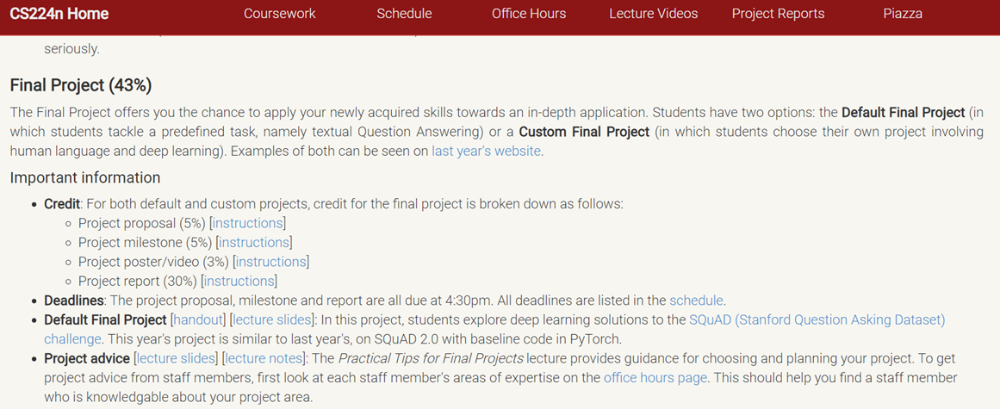 CS224n Home Coursework Schedule Office Hours Lecture Videos Project Reports Piazza
seriously.
Final Project (43%)
The Final Project offers you the chance to apply your newly acquired skills towards an in-depth application. Students have two options: the Default Final Project (in
which students tackle a predefined task, namely textual Question Answering) or a Custom Final Project (in which students choose their own project involving
human language and deep learning). Examples of both can be seen on last year's website.
Important information
• Credit: For both default and custom projects, credit for the final project is broken down as follows:
◦ Project proposal (5%) [instructions]
◦ Project milestone (5%) [instructions]
◦ Project poster/video (3%) [instructions]
◦ Project report (30%) [instructions]
• Deadlines: The project proposal, milestone and report are all due at 4:30pm. All deadlines are listed in the schedule.
• Default Final Project [handout] [lecture slides]: In this project, students explore deep learning solutions to the SQuAD (Stanford Question Asking Dataset)
challenge. This year's project is similar to last year's, on SQuAD 2.0 with baseline code in PyTorch.
• Project advice [lecture slides] [lecture notes]: The Practical Tips for Final Projects lecture provides guidance for choosing and planning your project. To get
project advice from staff members, first look at each staff member's areas of expertise on the office hours page. This should help you find a staff member
who is knowledgable about your project area.